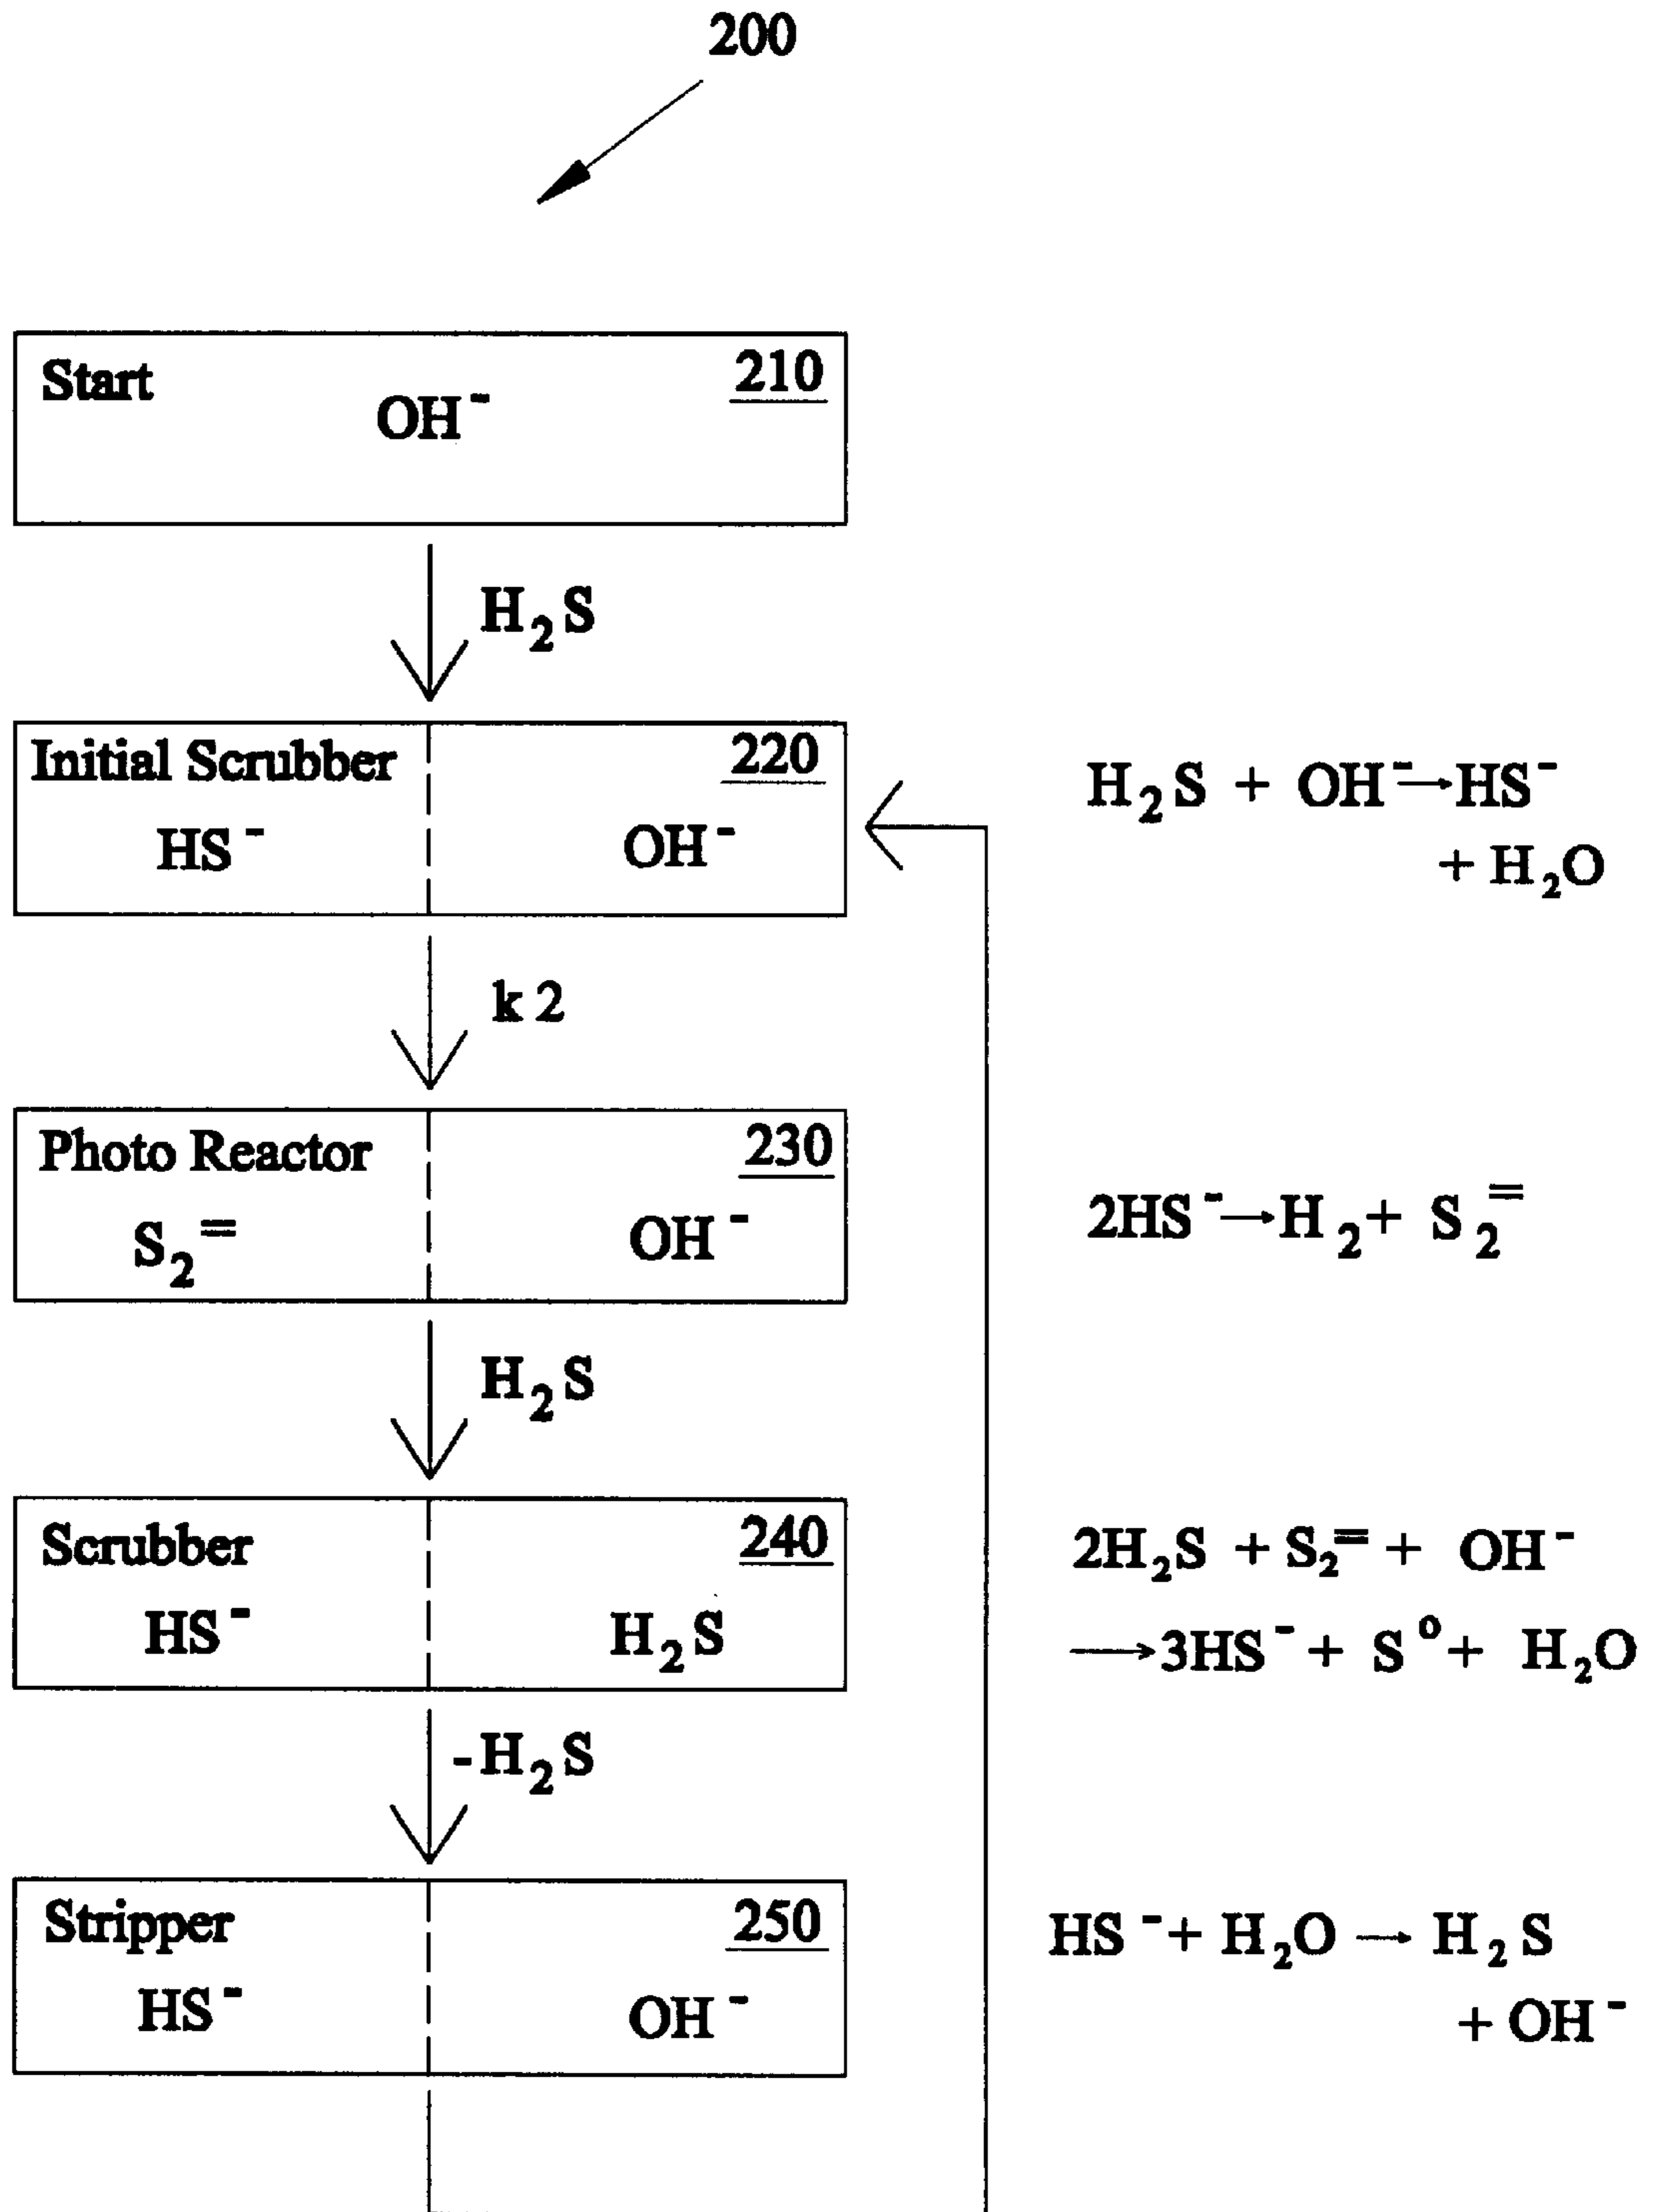 200
Start 210
OH⁻
H₂S
Initial Scrubber 220
HS⁻ OH⁻
H₂S + OH⁻→HS⁻
+ H₂O
k 2
Photo Reactor 230
S₂⁼ OH⁻
2HS⁻→H₂+ S₂⁼
H₂S
Scrubber 240
HS⁻ H₂S
2H₂S + S₂⁼ + OH⁻
→3HS⁻+ S⁰+ H₂O
-H₂S
Stripper 250
HS⁻ OH⁻
HS⁻+ H₂O → H₂S
+ OH⁻